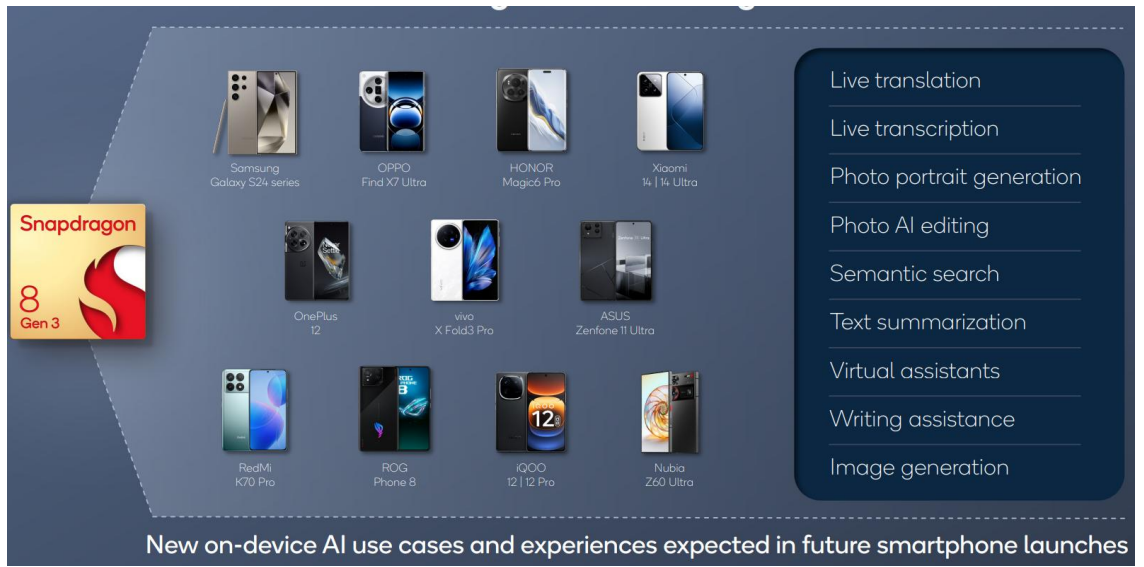 Snapdragon
8
Gen 3
Samsung
Galaxy S24 series
OPPO
Find X7 Ultra
HONOR
Magic6 Pro
Xiaomi
14 | 14 Ultra
OnePlus
12
vivo
X Fold3 Pro
ASUS
Zenfone 11 Ultra
RedMi
K70 Pro
ROG
Phone 8
iQOO
12 | 12 Pro
Nubia
Z60 Ultra
Live translation
Live transcription
Photo portrait generation
Photo AI editing
Semantic search
Text summarization
Virtual assistants
Writing assistance
Image generation
New on-device AI use cases and experiences expected in future smartphone launches